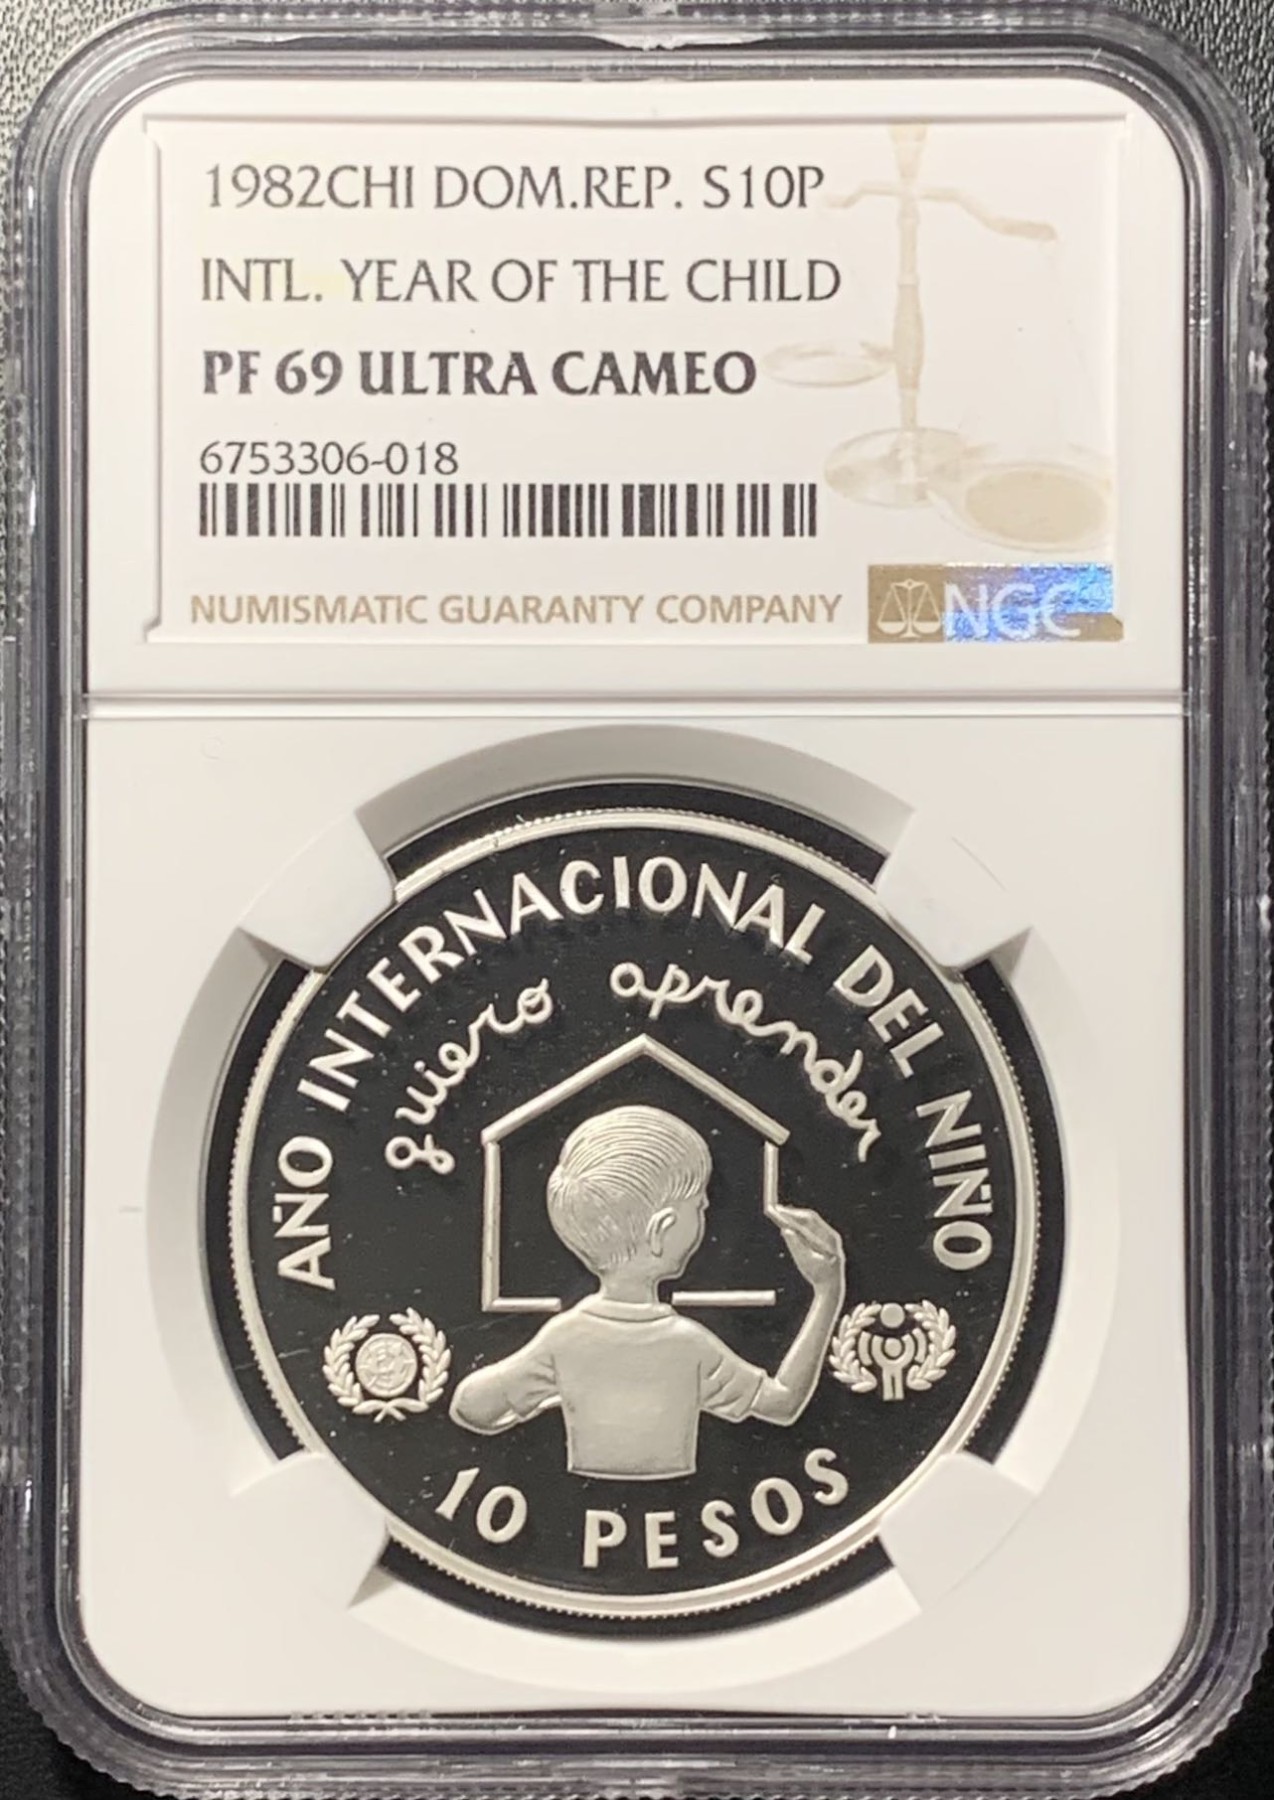 1982CHI DOM.REP. S10P
INTL. YEAR OF THE CHILD
PF 69 ULTRA CAMEO
6753306-018
NUMISMATIC GUARANTY COMPANY
NGC
AÑO INTERNACIONAL DEL NIÑO
quiero aprender
10 PESOS